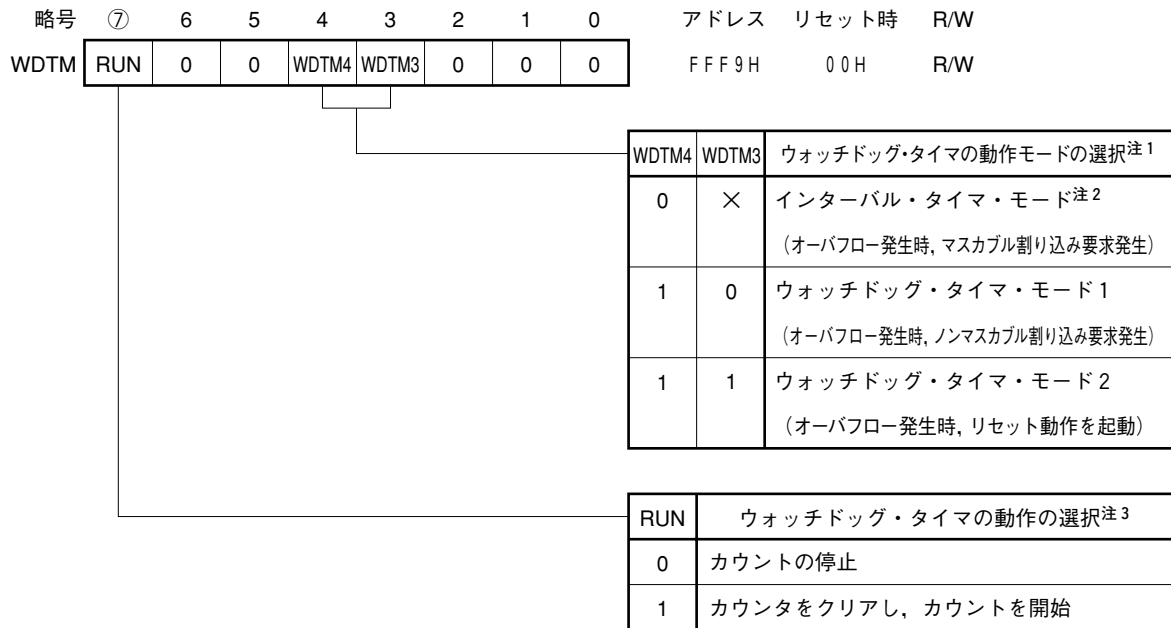 略号 ⑦ 6 5 4 3 2 1 0 アドレス リセット時 R/W
WDTM RUN 0 0 WDTM4 WDTM3 0 0 0 FFF9H 00H R/W
WDTM4 WDTM3 ウォッチドッグ・タイマの動作モードの選択注1
0 × インターバル・タイマ・モード注2
（オーバフロー発生時，マスカブル割り込み要求発生）
1 0 ウォッチドッグ・タイマ・モード1
（オーバフロー発生時，ノンマスカブル割り込み要求発生）
1 1 ウォッチドッグ・タイマ・モード2
（オーバフロー発生時，リセット動作を起動）
RUN ウォッチドッグ・タイマの動作の選択注3
0 カウントの停止
1 カウンタをクリアし，カウントを開始